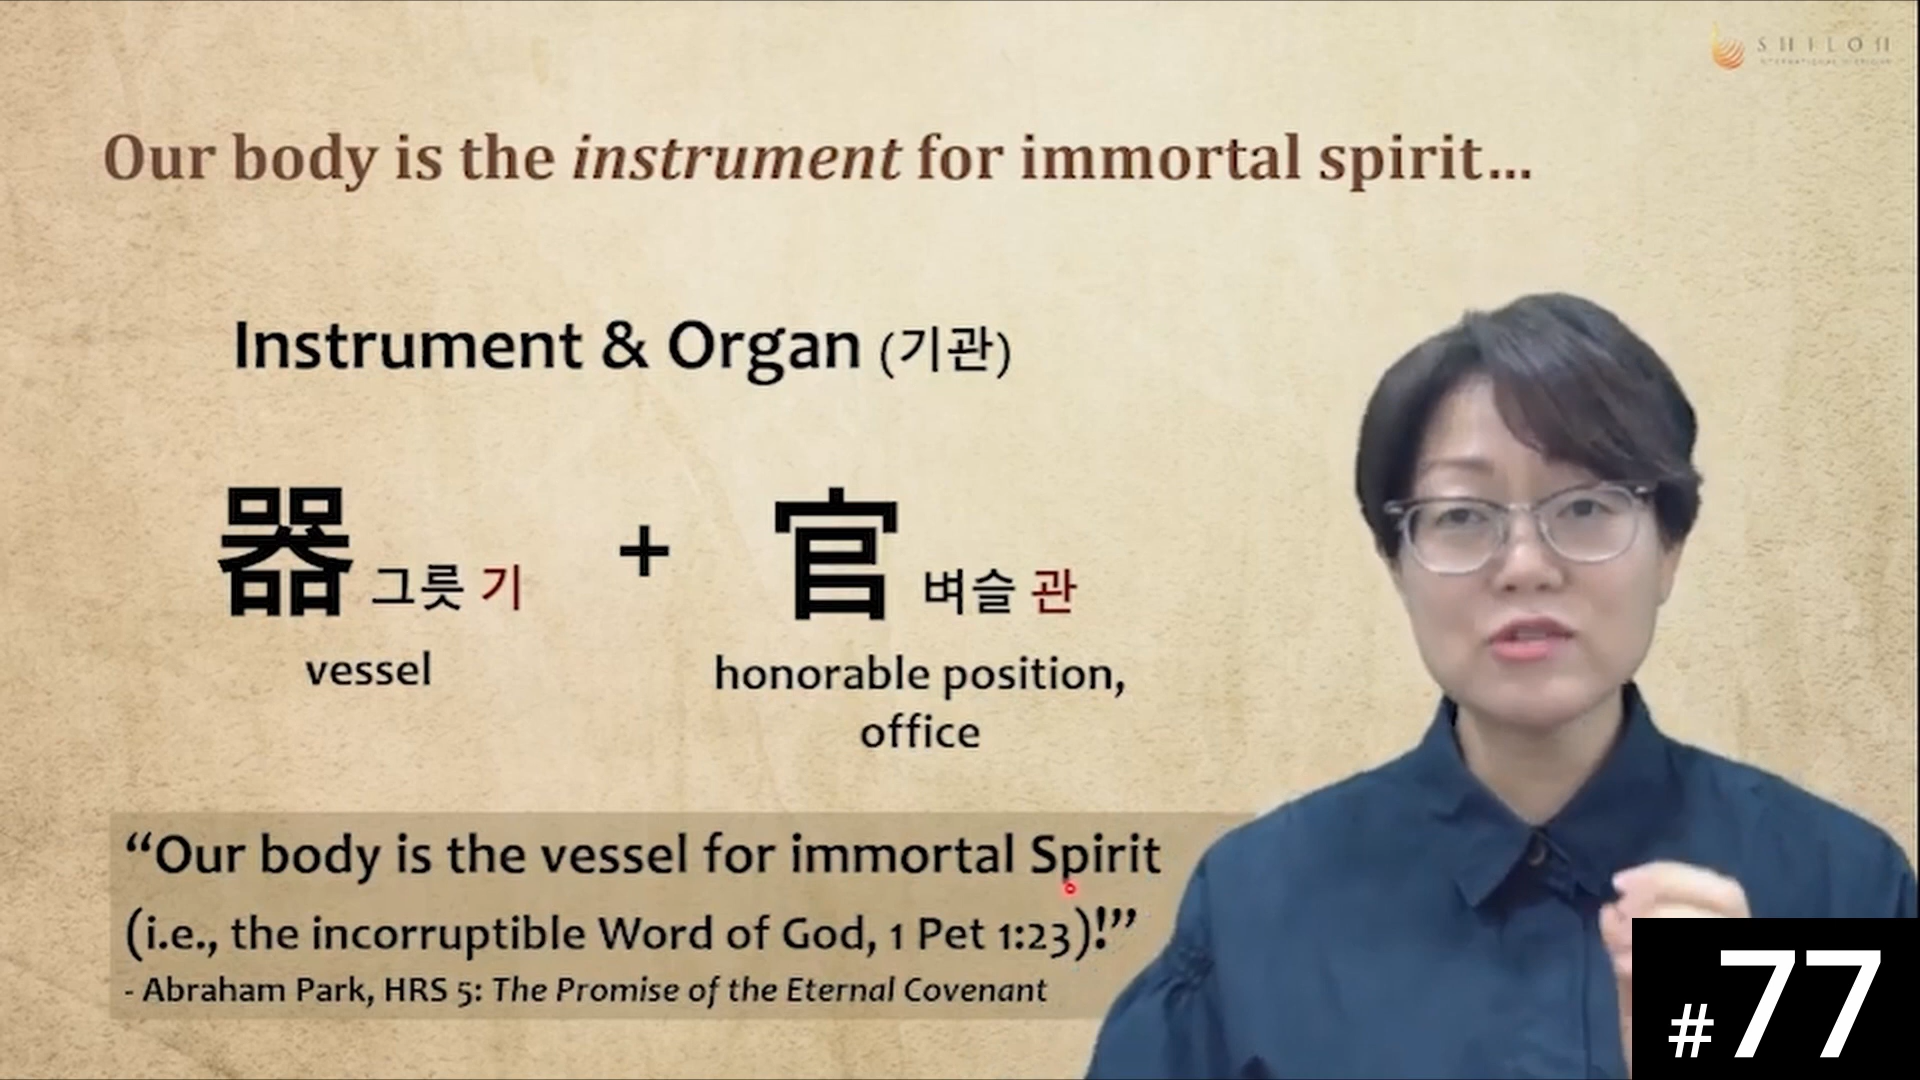 SHILOH
Our body is the instrument for immortal spirit...
Instrument & Organ (기관)
器 그릇 기 + 官 벼슬 관
vessel
honorable position,
office
“Our body is the vessel for immortal Spirit
(i.e., the incorruptible Word of God, 1 Pet 1:23)!”
- Abraham Park, HRS 5: The Promise of the Eternal Covenant
#77